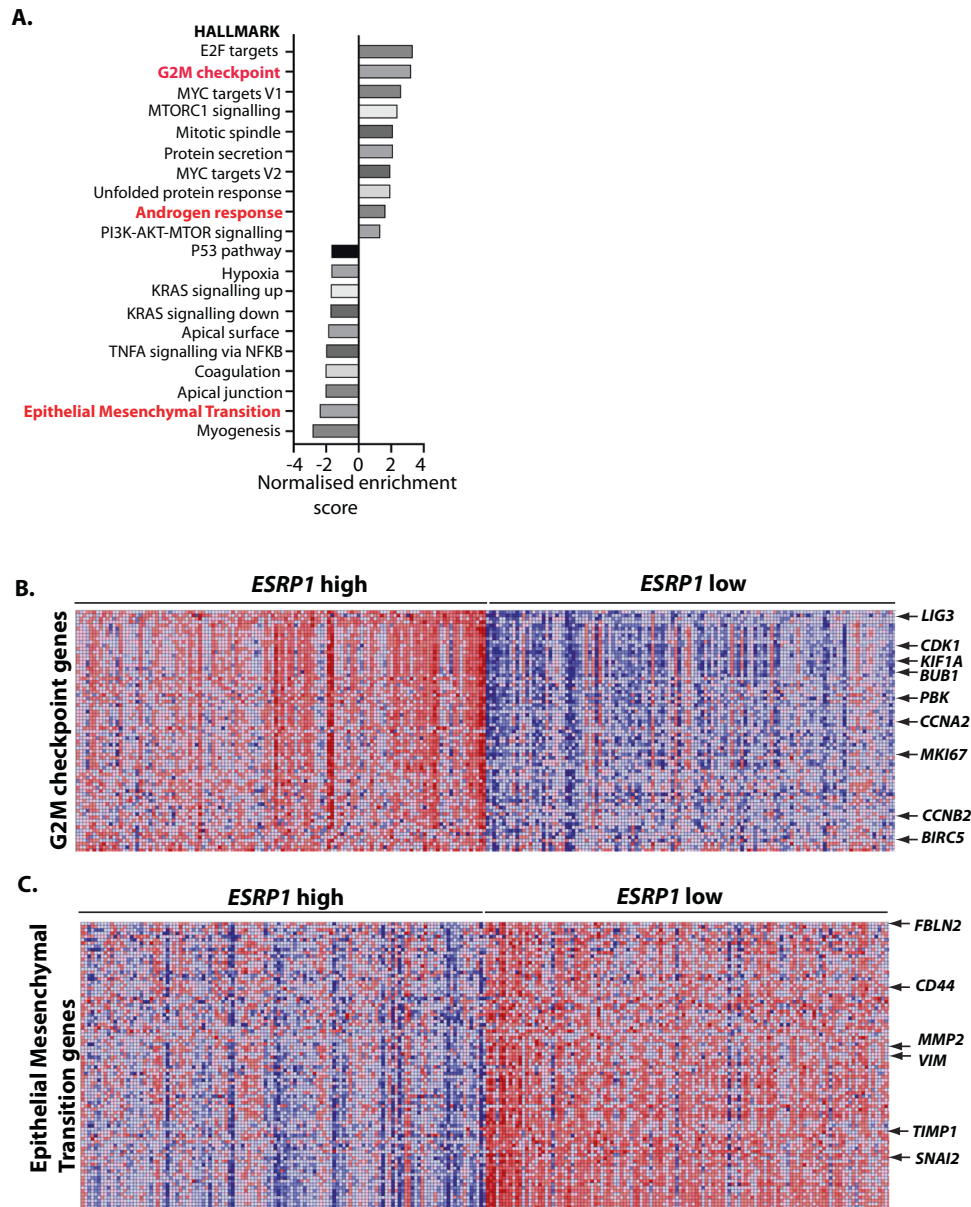 A.
HALLMARK
E2F targets
G2M checkpoint
MYC targets V1
MTORC1 signalling
Mitotic spindle
Protein secretion
MYC targets V2
Unfolded protein response
Androgen response
PI3K-AKT-MTOR signalling
P53 pathway
Hypoxia
KRAS signalling up
KRAS signalling down
Apical surface
TNFA signalling via NFKB
Coagulation
Apical junction
Epithelial Mesenchymal Transition
Myogenesis
-4 -2 0 2 4
Normalised enrichment
score
B.
ESRP1 high
ESRP1 low
G2M checkpoint genes
LIG3
CDK1
KIF1A
BUB1
PBK
CCNA2
MKI67
CCNB2
BIRC5
C.
ESRP1 high
ESRP1 low
Epithelial Mesenchymal
Transition genes
FBLN2
CD44
MMP2
VIM
TIMP1
SNAI2